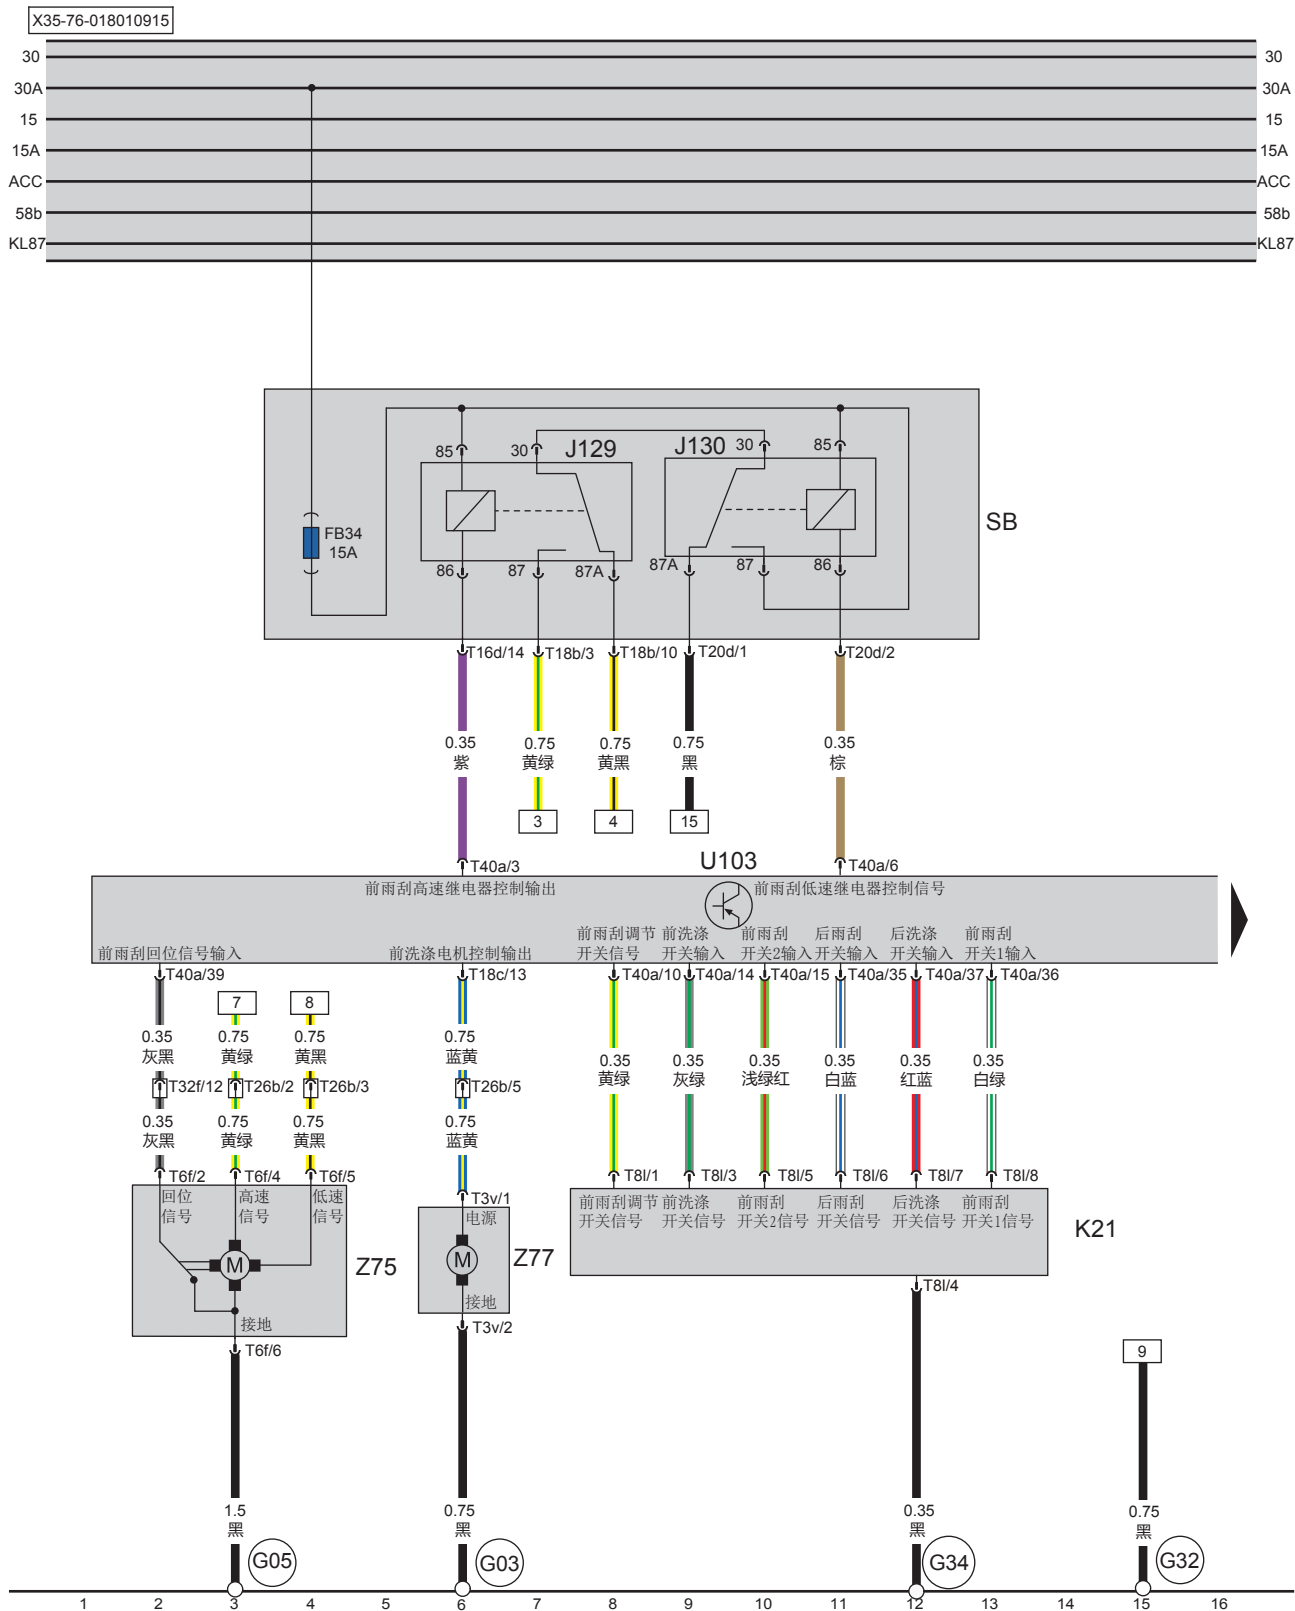 X35-76-018010915
30 30
30A 30A
15 15
15A 15A
ACC ACC
58b 58b
KL87 KL87
85 30 J129 J130 30 85
SB
FB34
15A
86 87 87A 87A 87 86
T16d/14 T18b/3 T18b/10 T20d/1 T20d/2
0.35 0.75 0.75 0.75 0.35
紫 黄绿 黄黑 黑 棕
3 4 15
U103
T40a/3 T40a/6
前雨刮高速继电器控制输出 前雨刮低速继电器控制信号
前雨刮调节 前洗涤 前雨刮 后雨刮 后洗涤 前雨刮
前雨刮回位信号输入 前洗涤电机控制输出 开关信号 开关输入 开关2输入 开关输入 开关输入 开关1输入
T40a/39 T18c/13 T40a/10 T40a/14 T40a/15 T40a/35 T40a/37 T40a/36
7 8
0.35 0.75 0.75 0.75
灰黑 黄绿 黄黑 蓝黄
0.35 0.35 0.35 0.35 0.35 0.35
黄绿 灰绿 浅绿红 白蓝 红蓝 白绿
T32f/12 T26b/2 T26b/3 T26b/5
0.35 0.75 0.75 0.75
灰黑 黄绿 黄黑 蓝黄
T6f/2 T6f/4 T6f/5 T8l/1 T8l/3 T8l/5 T8l/6 T8l/7 T8l/8
回位 高速 低速 T3v/1 前雨刮调节 前洗涤 前雨刮 后雨刮 后洗涤 前雨刮
信号 信号 信号 电源 开关信号 开关信号 开关2信号 开关信号 开关信号 开关1信号
K21
M Z75 M Z77
T8l/4
接地 接地
T6f/6 T3v/2
9
1.5 0.75 0.35 0.75
黑 黑 黑 黑
G05 G03 G34 G32
1 2 3 4 5 6 7 8 9 10 11 12 13 14 15 16